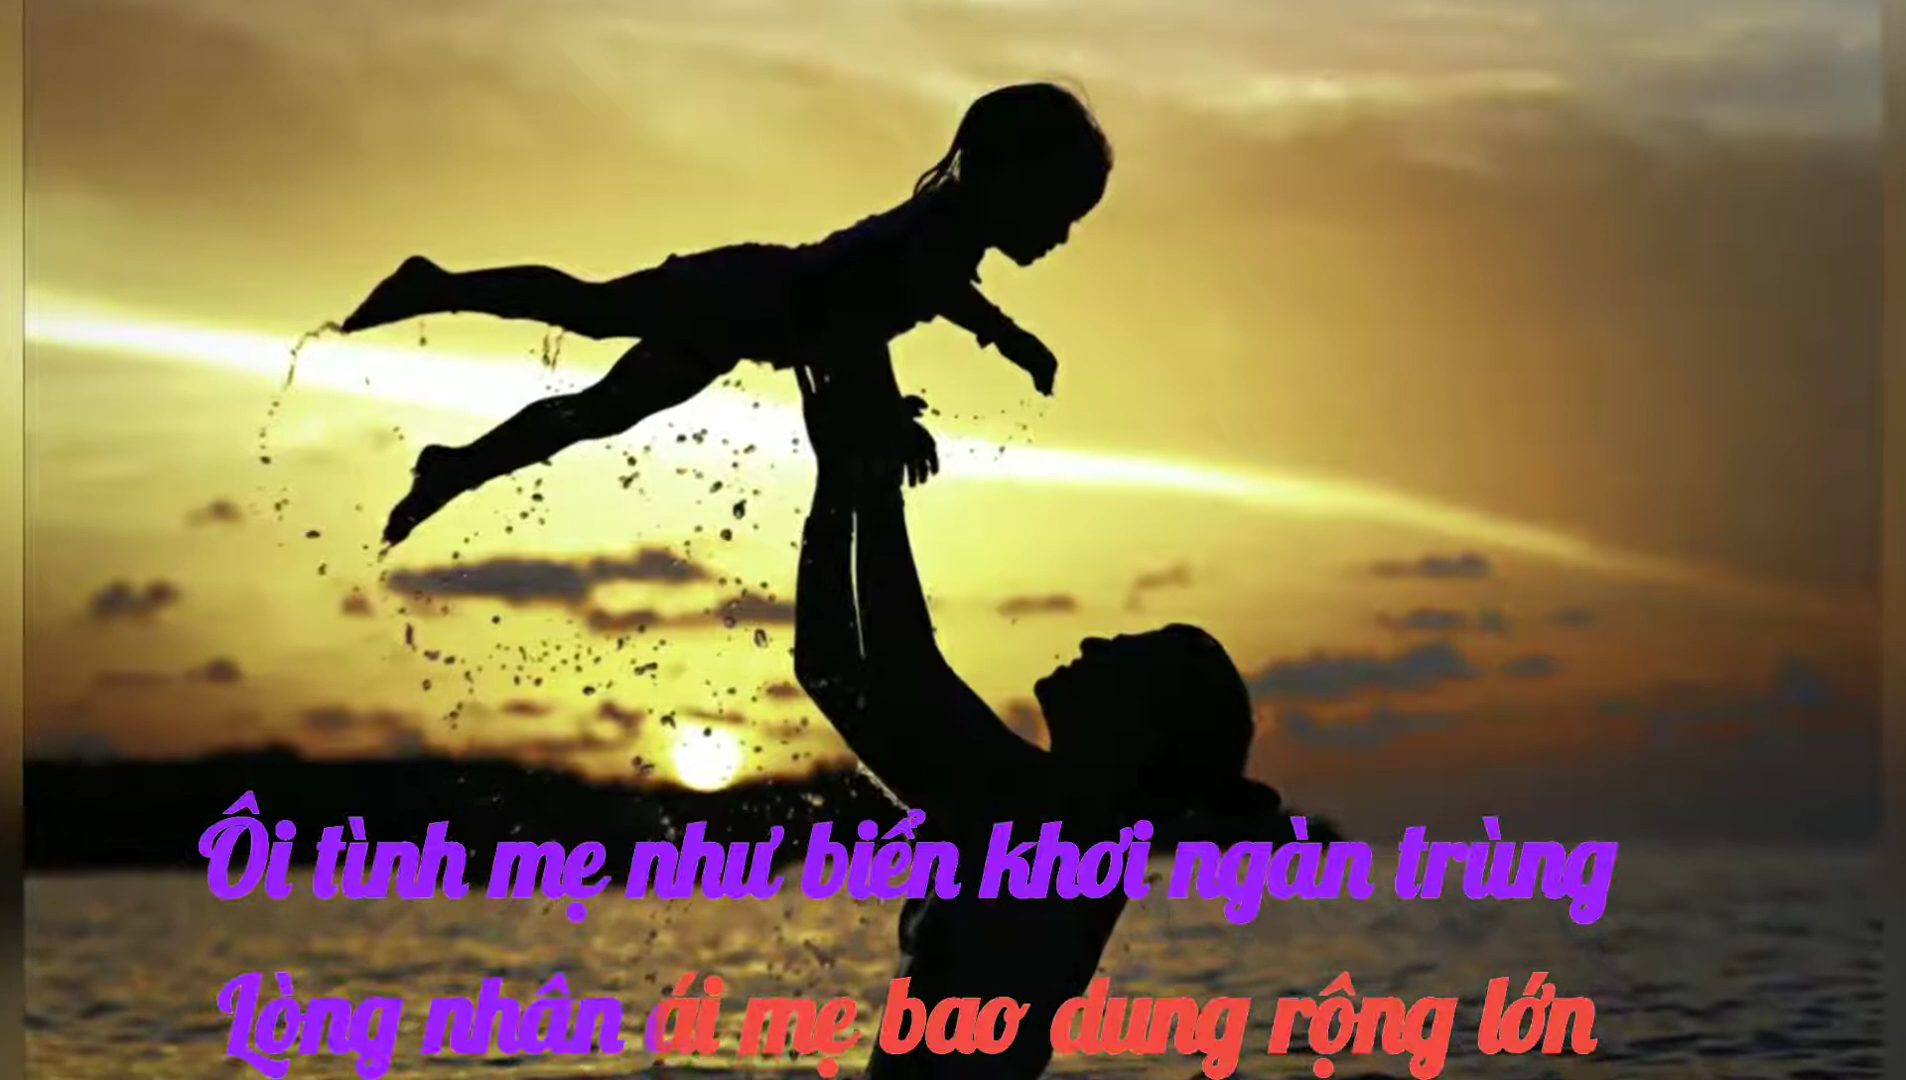 Ôi tình mẹ như biển khơi ngàn trùng
Lòng nhân ái mẹ bao dung rộng lớn